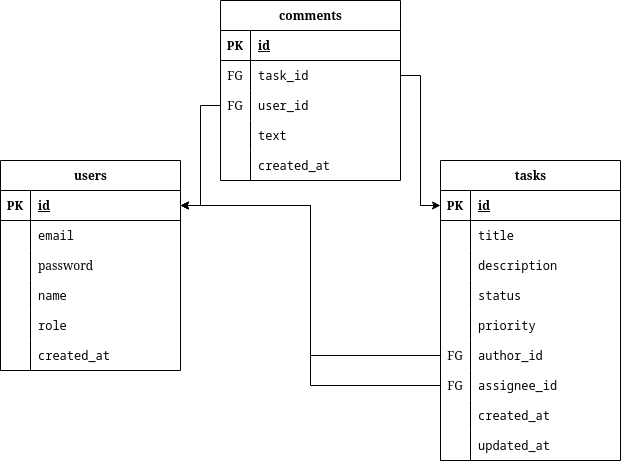 comments
PK id
FG task_id
FG user_id
text
created_at
users
PK id
email
password
name
role
created_at
tasks
PK id
title
description
status
priority
FG author_id
FG assignee_id
created_at
updated_at